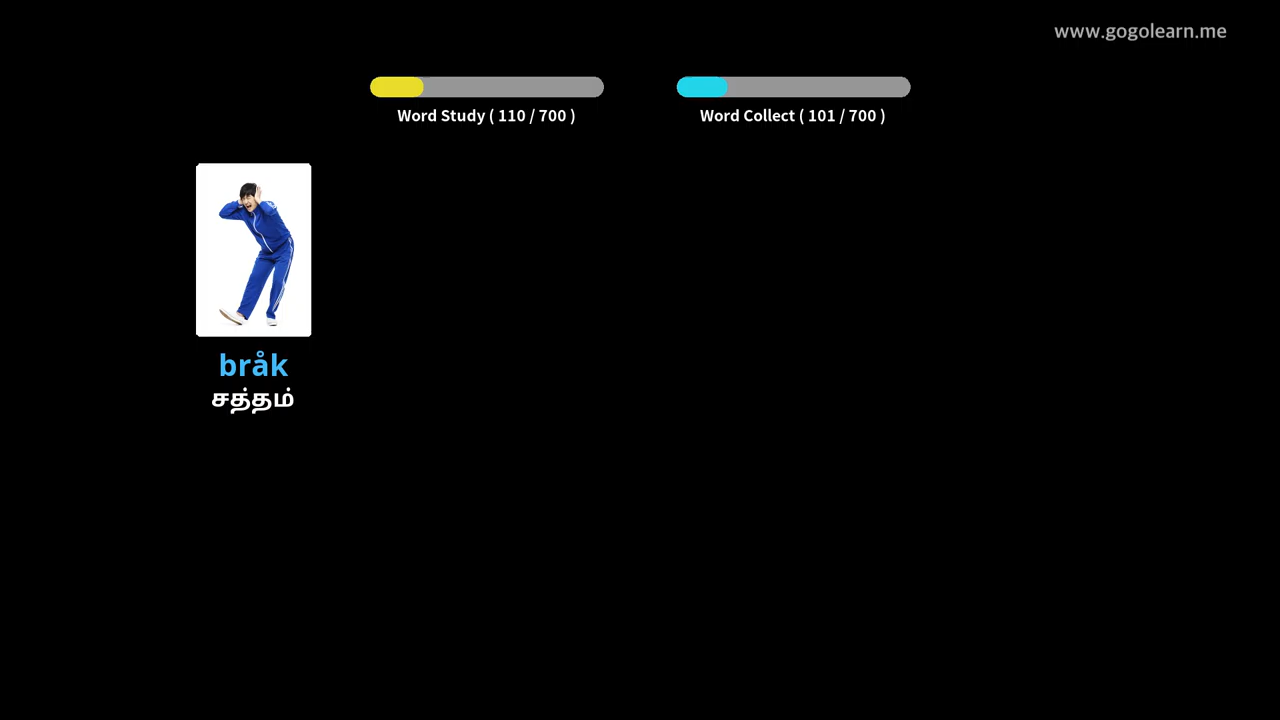 www.gogolearn.me
Word Study ( 110 / 700 )
Word Collect ( 101 / 700 )
bråk
சத்தம்